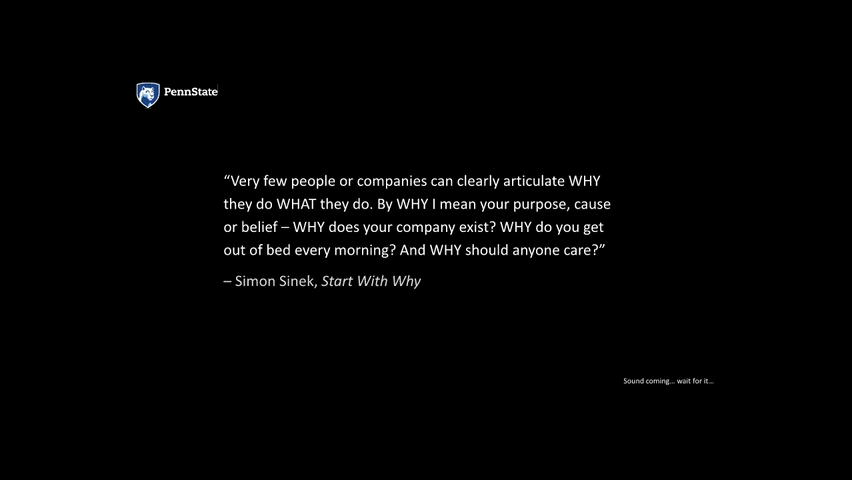 PennState
“Very few people or companies can clearly articulate WHY
they do WHAT they do. By WHY I mean your purpose, cause
or belief – WHY does your company exist? WHY do you get
out of bed every morning? And WHY should anyone care?”
– Simon Sinek, Start With Why
Sound coming... wait for it...